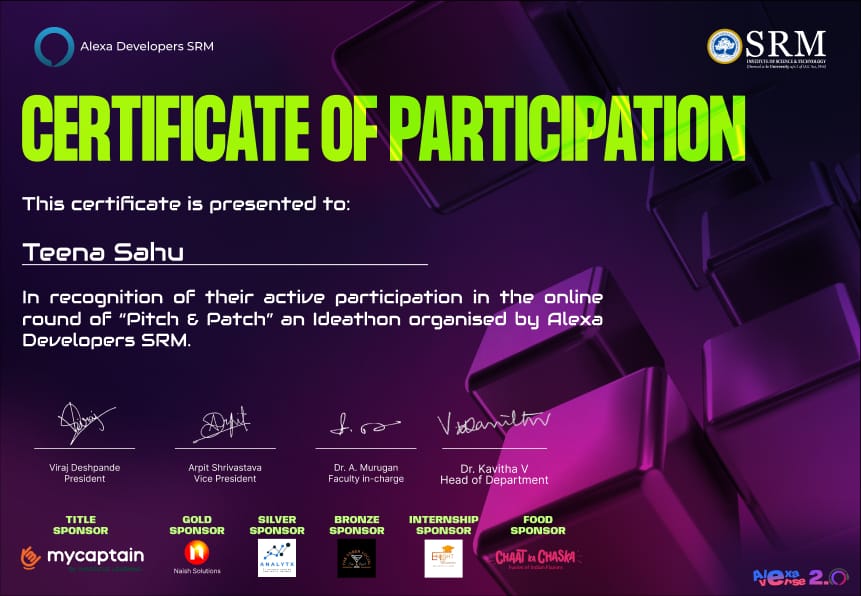 Alexa Developers SRM
SRM
INSTITUTE OF SCIENCE & TECHNOLOGY
(Deemed to be University u/s 3 of UGC Act, 1956)
CERTIFICATE OF PARTICIPATION
This certificate is presented to:
Teena Sahu
In recognition of their active participation in the online
round of “Pitch & Patch” an Ideathon organised by Alexa
Developers SRM.
Viraj Deshpande
President
Arpit Shrivastava
Vice President
Dr. A. Murugan
Faculty in-charge
Dr. Kavitha V
Head of Department
TITLE
SPONSOR
mycaptain
GOLD
SPONSOR
Naish Solutions
SILVER
SPONSOR
ANALYTX
BRONZE
SPONSOR
INTERNSHIP
SPONSOR
FOOD
SPONSOR
CHAAT KA CHASKA
Fusion of Indian Flavors
Alexa
Verse 2.0